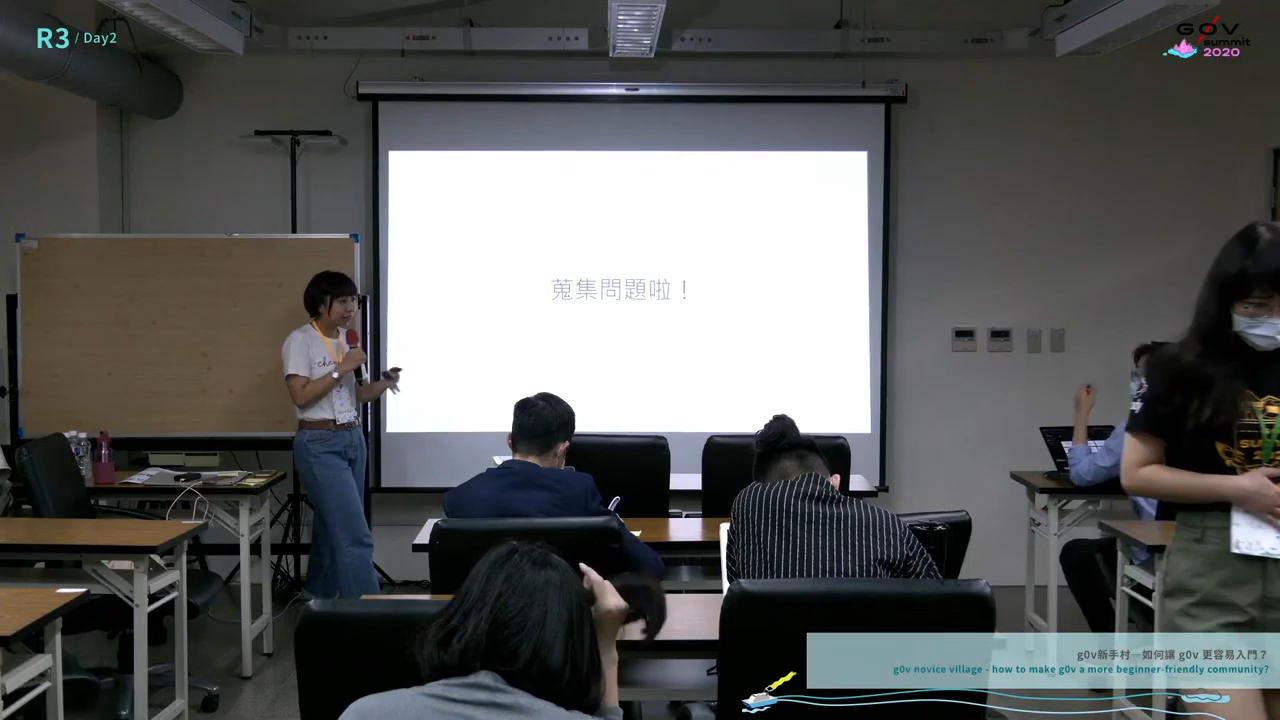 R3 / Day2
G0V
summit
2020
蒐集問題啦！
g0v新手村—如何讓 g0v 更容易入門？
g0v novice village - how to make g0v a more beginner-friendly community?